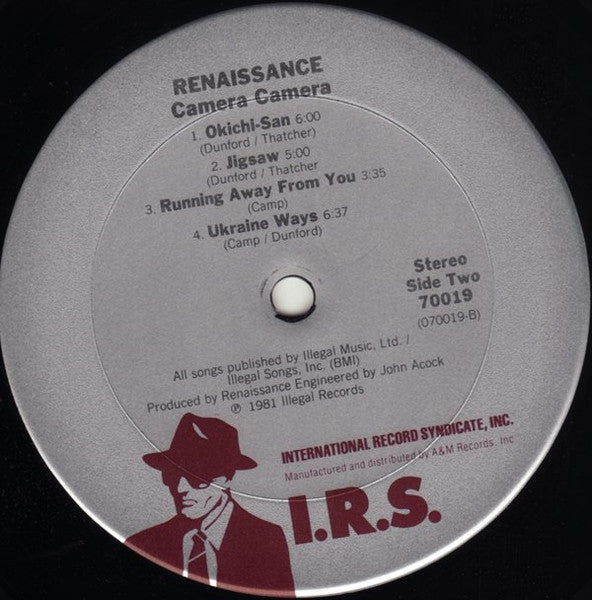 RENAISSANCE
Camera Camera
1. Okichi-San 6:00
(Dunford / Thatcher)
2. Jigsaw 5:00
(Dunford / Thatcher
3. Running Away From You 3:35
(Camp)
4. Ukraine Ways 6:37
(Camp / Dunford)
Stereo
Side Two
70019
(070019-B)
All songs published by Illegal Music, Ltd. /
Illegal Songs, Inc. (BMI)
Produced by Renaissance Engineered by John Acock
℗ 1981 Illegal Records
INTERNATIONAL RECORD SYNDICATE, INC.
Manufactured and distributed by A&M Records, Inc
I.R.S.